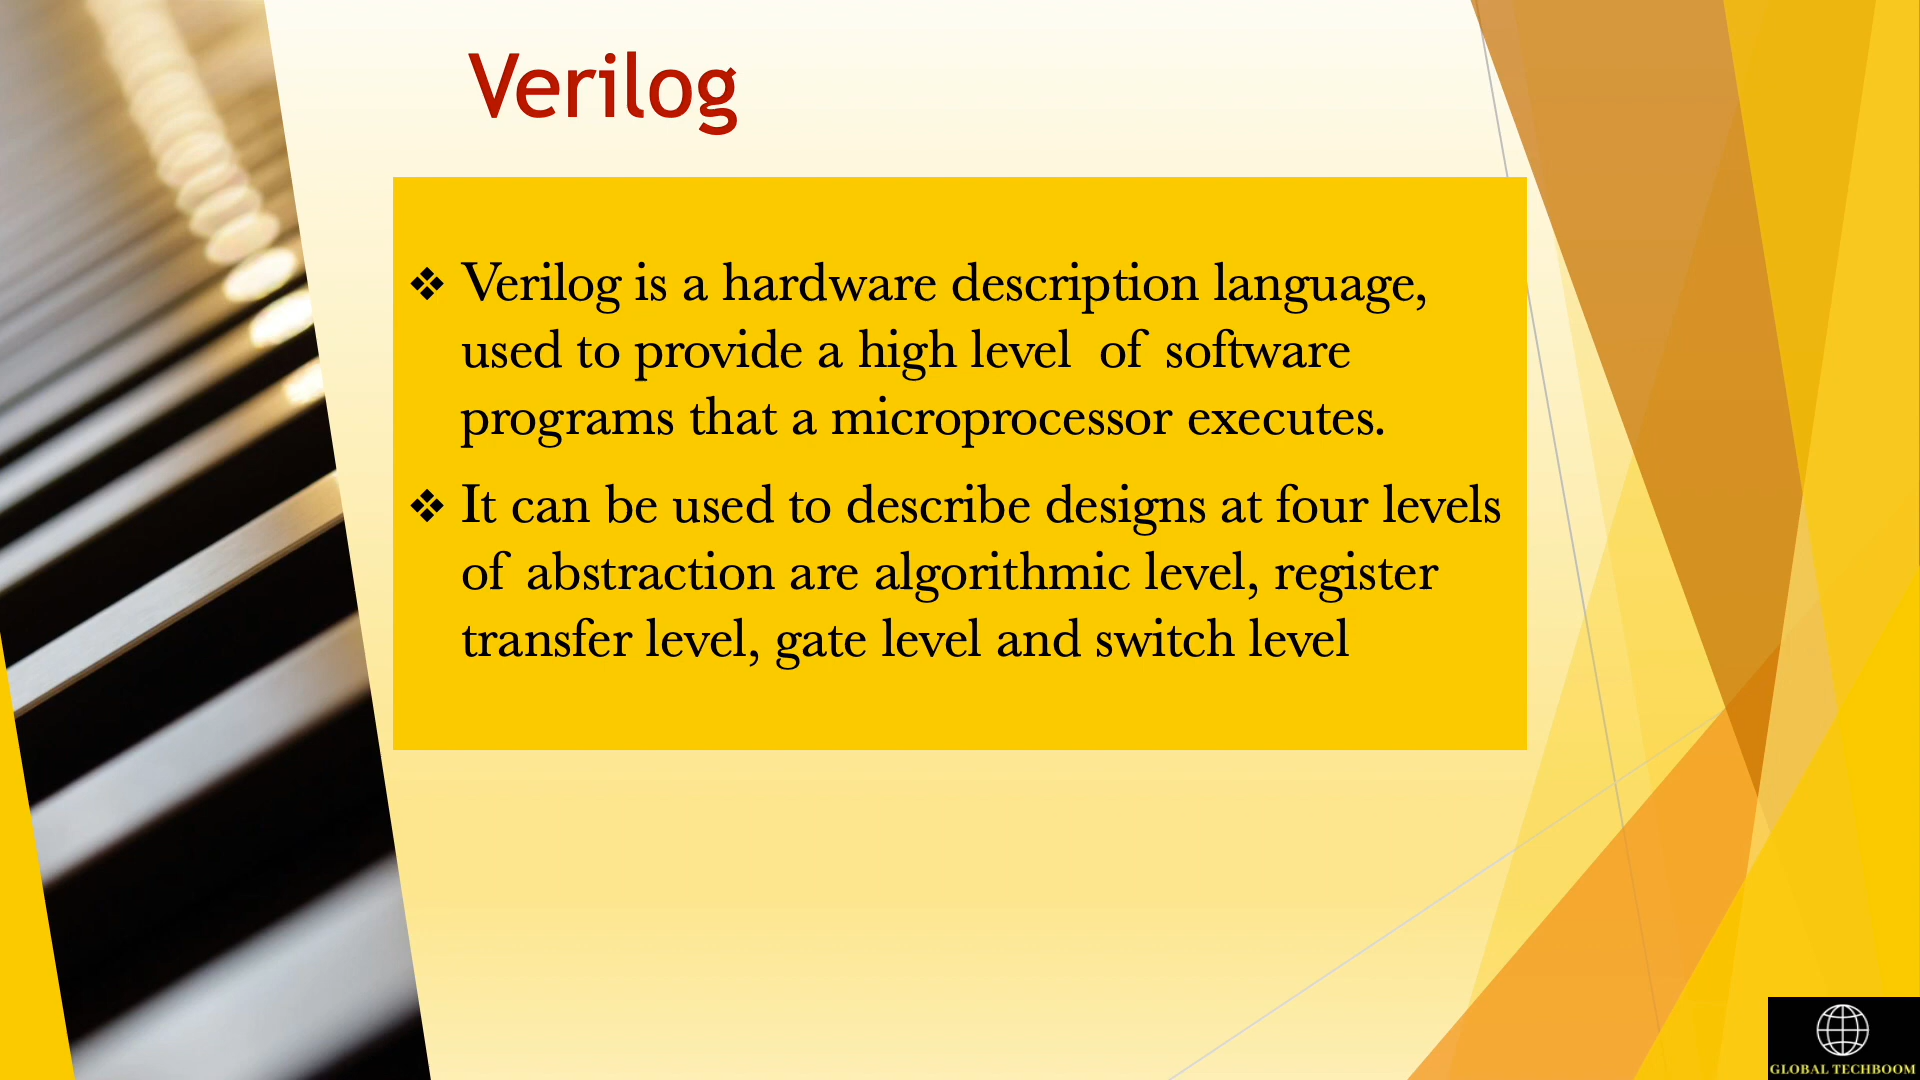 Verilog
❖ Verilog is a hardware description language,
used to provide a high level of software
programs that a microprocessor executes.
❖ It can be used to describe designs at four levels
of abstraction are algorithmic level, register
transfer level, gate level and switch level
GLOBAL TECHBOOM